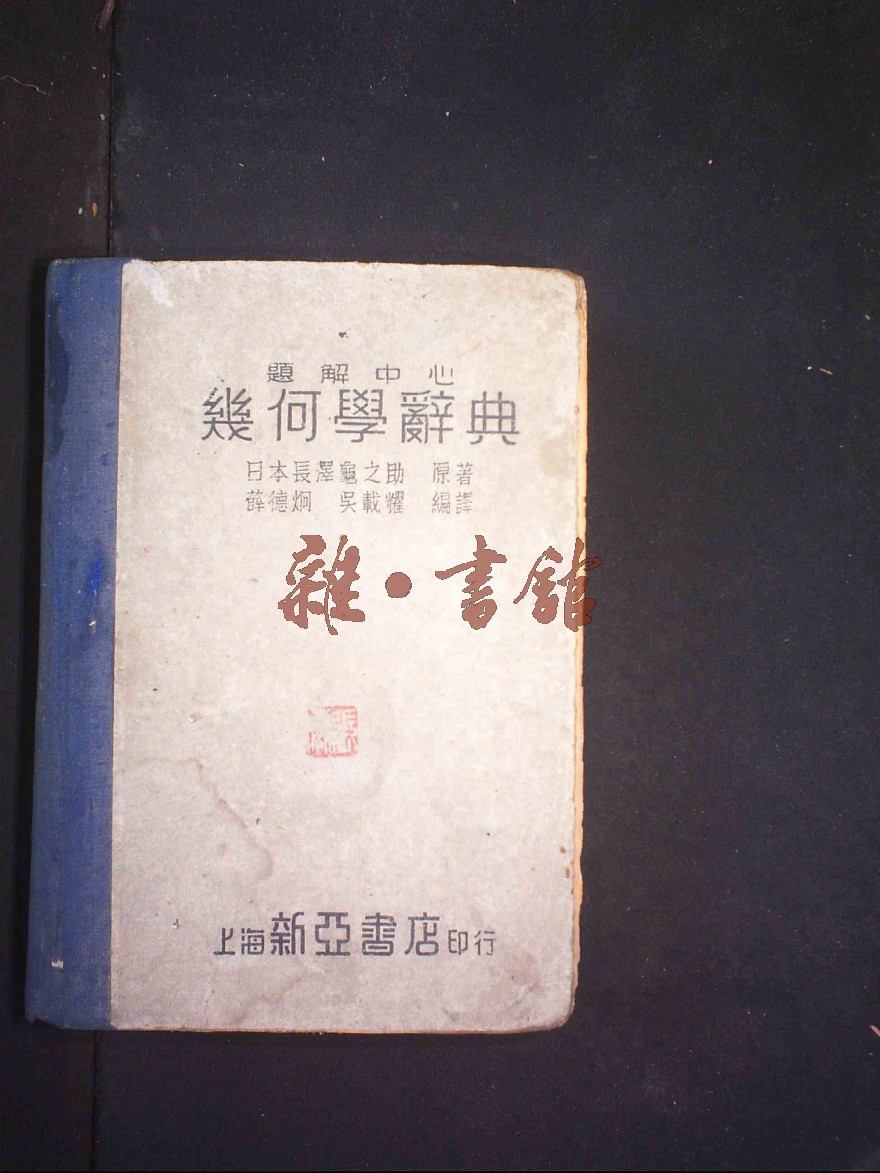 題解中心
幾何學辭典
日本長澤龜之助 原著
薛德炯 吳載耀 編譯
雜·書館
上海新亞書店印行